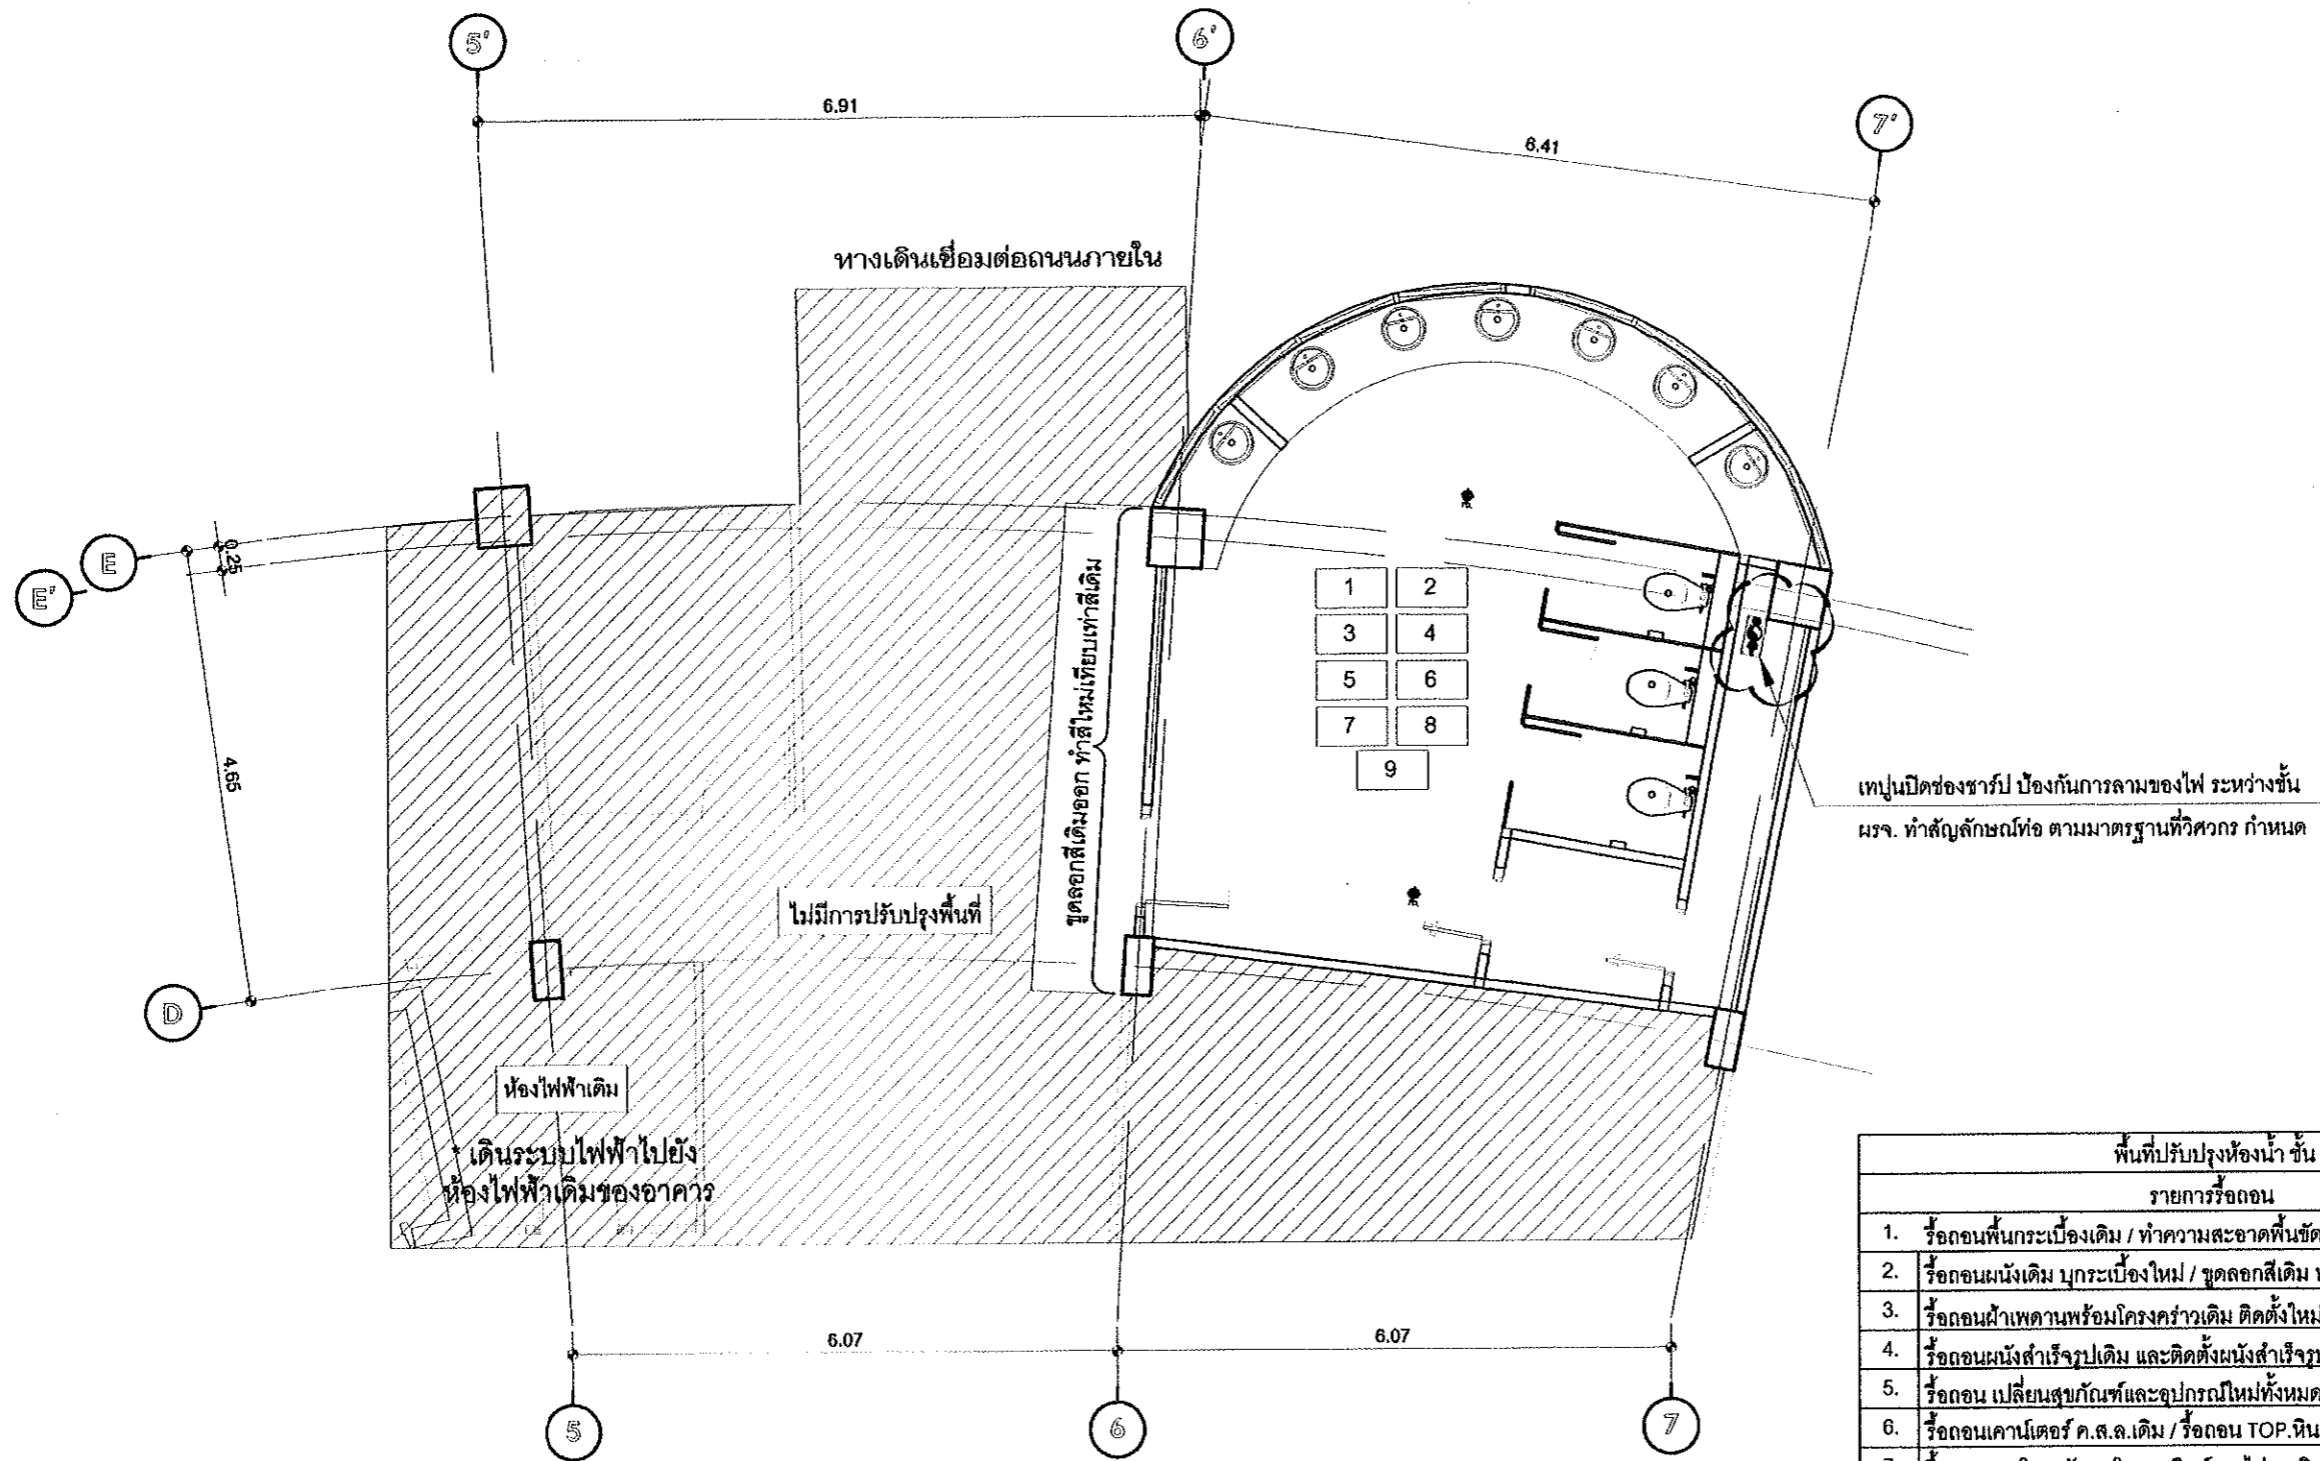 5'
6'
7'
6.91
6.41
ทางเดินเชื่อมต่อถนนภายใน
E
E'
0.25
4.65
D
ขูดลอกสีเดิมออก ทำสีใหม่เทียบเท่าสีเดิม
1 2
3 4
5 6
7 8
9
เทปูนปิดช่องชาร์ป ป้องกันการลามของไฟ ระหว่างชั้น
ผรจ. ทำสัญลักษณ์ท่อ ตามมาตรฐานที่วิศวกร กำหนด
ไม่มีการปรับปรุงพื้นที่
ห้องไฟฟ้าเดิม
* เดินระบบไฟฟ้าไปยัง
ห้องไฟฟ้าเดิมของอาคาร
6.07
6.07
5
6
7
พื้นที่ปรับปรุงห้องน้ำ ชั้น
รายการรื้อถอน
1. รื้อถอนพื้นกระเบื้องเดิม / ทำความสะอาดพื้นขัด
2. รื้อถอนผนังเดิม บุกระเบื้องใหม่ / ขูดลอกสีเดิม
3. รื้อถอนฝ้าเพดานพร้อมโครงคร่าวเดิม ติดตั้งใหม่
4. รื้อถอนผนังสำเร็จรูปเดิม และติดตั้งผนังสำเร็จรูป
5. รื้อถอน เปลี่ยนสุขภัณฑ์และอุปกรณ์ใหม่ทั้งหมด
6. รื้อถอนเคาน์เตอร์ ค.ส.ล.เดิม / รื้อถอน TOP.หิน